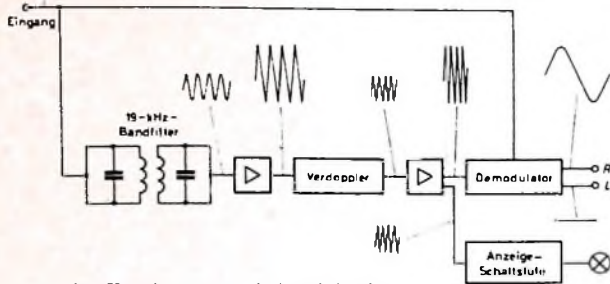 Eingang
19-kHz-
Bandfilter
Verdoppler
Demodulator
R
L
Anzeige-
Schaltstufe